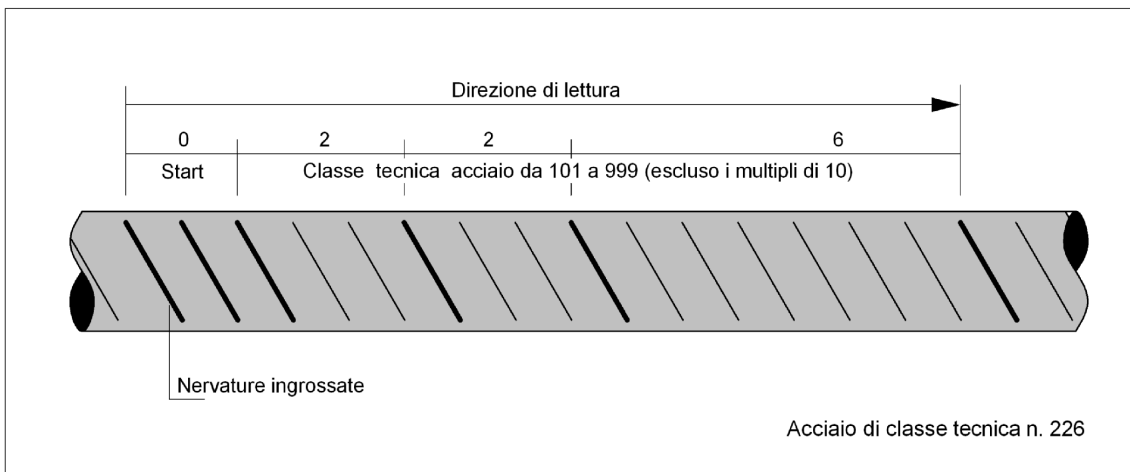 Direzione di lettura
0 2 2 6
Start Classe tecnica acciaio da 101 a 999 (escluso i multipli di 10)
Nervature ingrossate
Acciaio di classe tecnica n. 226